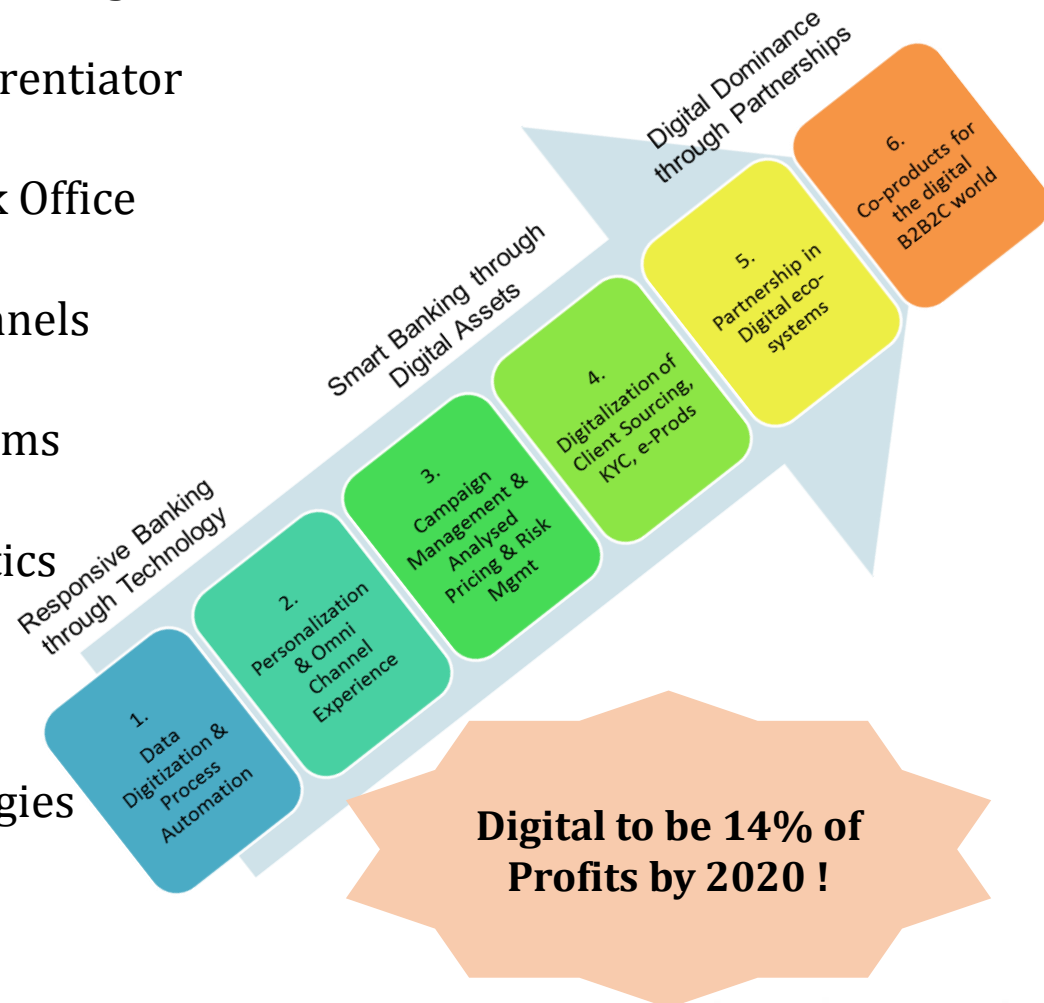 rentiator
k Office
nnels
ms
tics
gies
Responsive Banking
through Technology
Smart Banking through
Digital Assets
Digital Dominance
through Partnerships
1.
Data
Digitization &
Process
Automation
2.
Personalization
& Omni
Channel
Experience
3.
Campaign
Management &
Analysed
Pricing & Risk
Mgmt
4.
Digitalization of
Client Sourcing,
KYC, e-Prods
5.
Partnership in
Digital eco-
systems
6.
Co-products for
the digital
B2B2C world
Digital to be 14% of
Profits by 2020 !